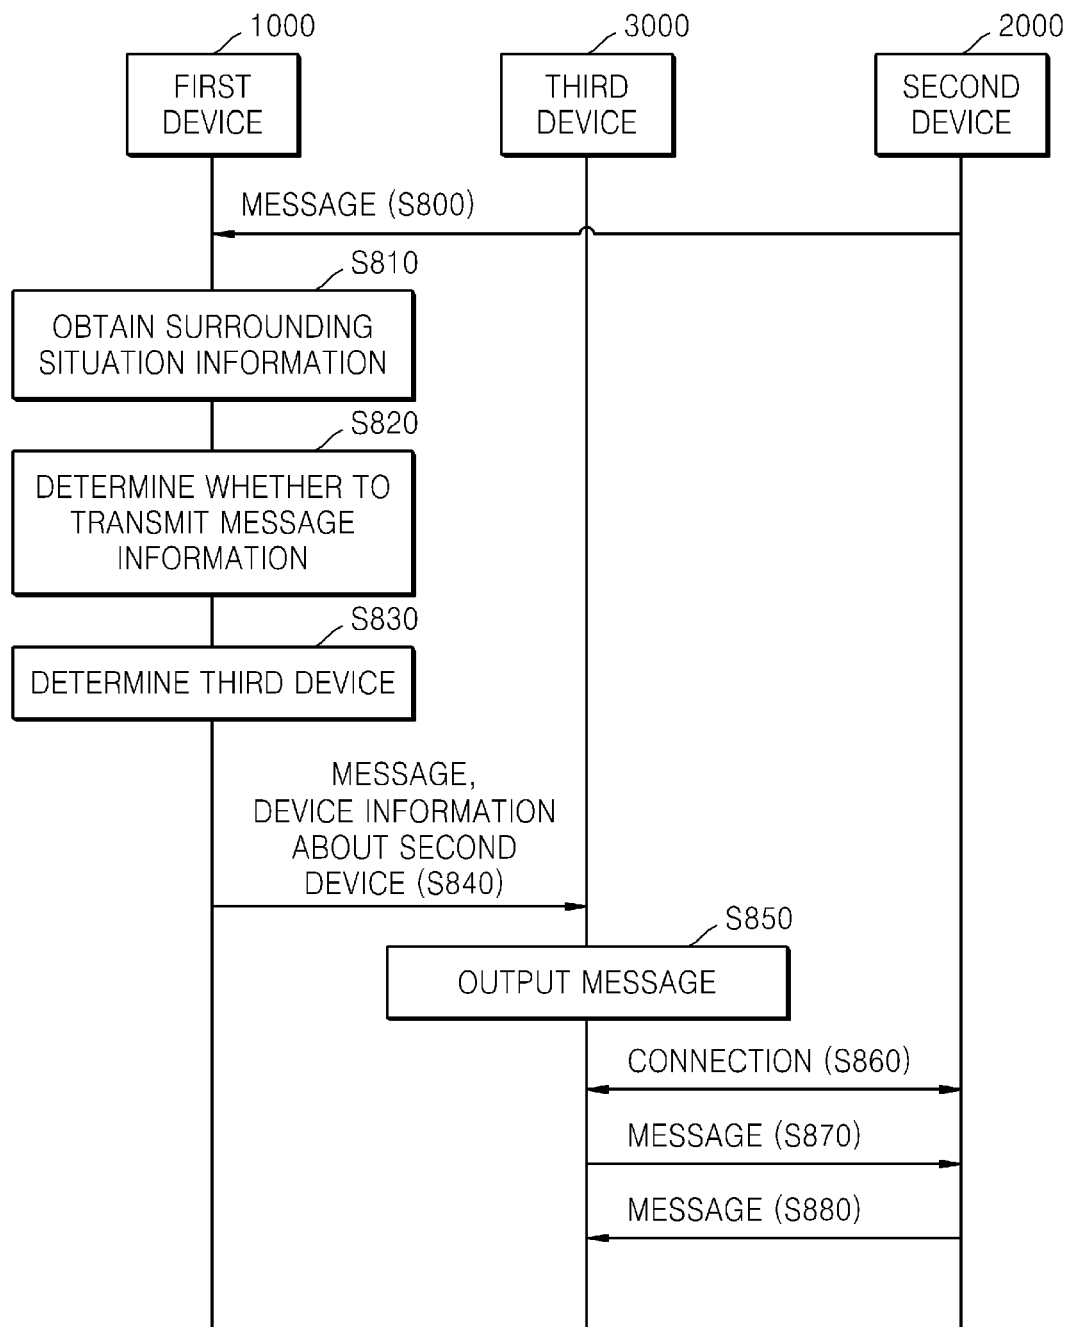 1000
3000
2000
FIRST
DEVICE
THIRD
DEVICE
SECOND
DEVICE
MESSAGE (S800)
S810
OBTAIN SURROUNDING
SITUATION INFORMATION
S820
DETERMINE WHETHER TO
TRANSMIT MESSAGE
INFORMATION
S830
DETERMINE THIRD DEVICE
MESSAGE,
DEVICE INFORMATION
ABOUT SECOND
DEVICE (S840)
S850
OUTPUT MESSAGE
CONNECTION (S860)
MESSAGE (S870)
MESSAGE (S880)